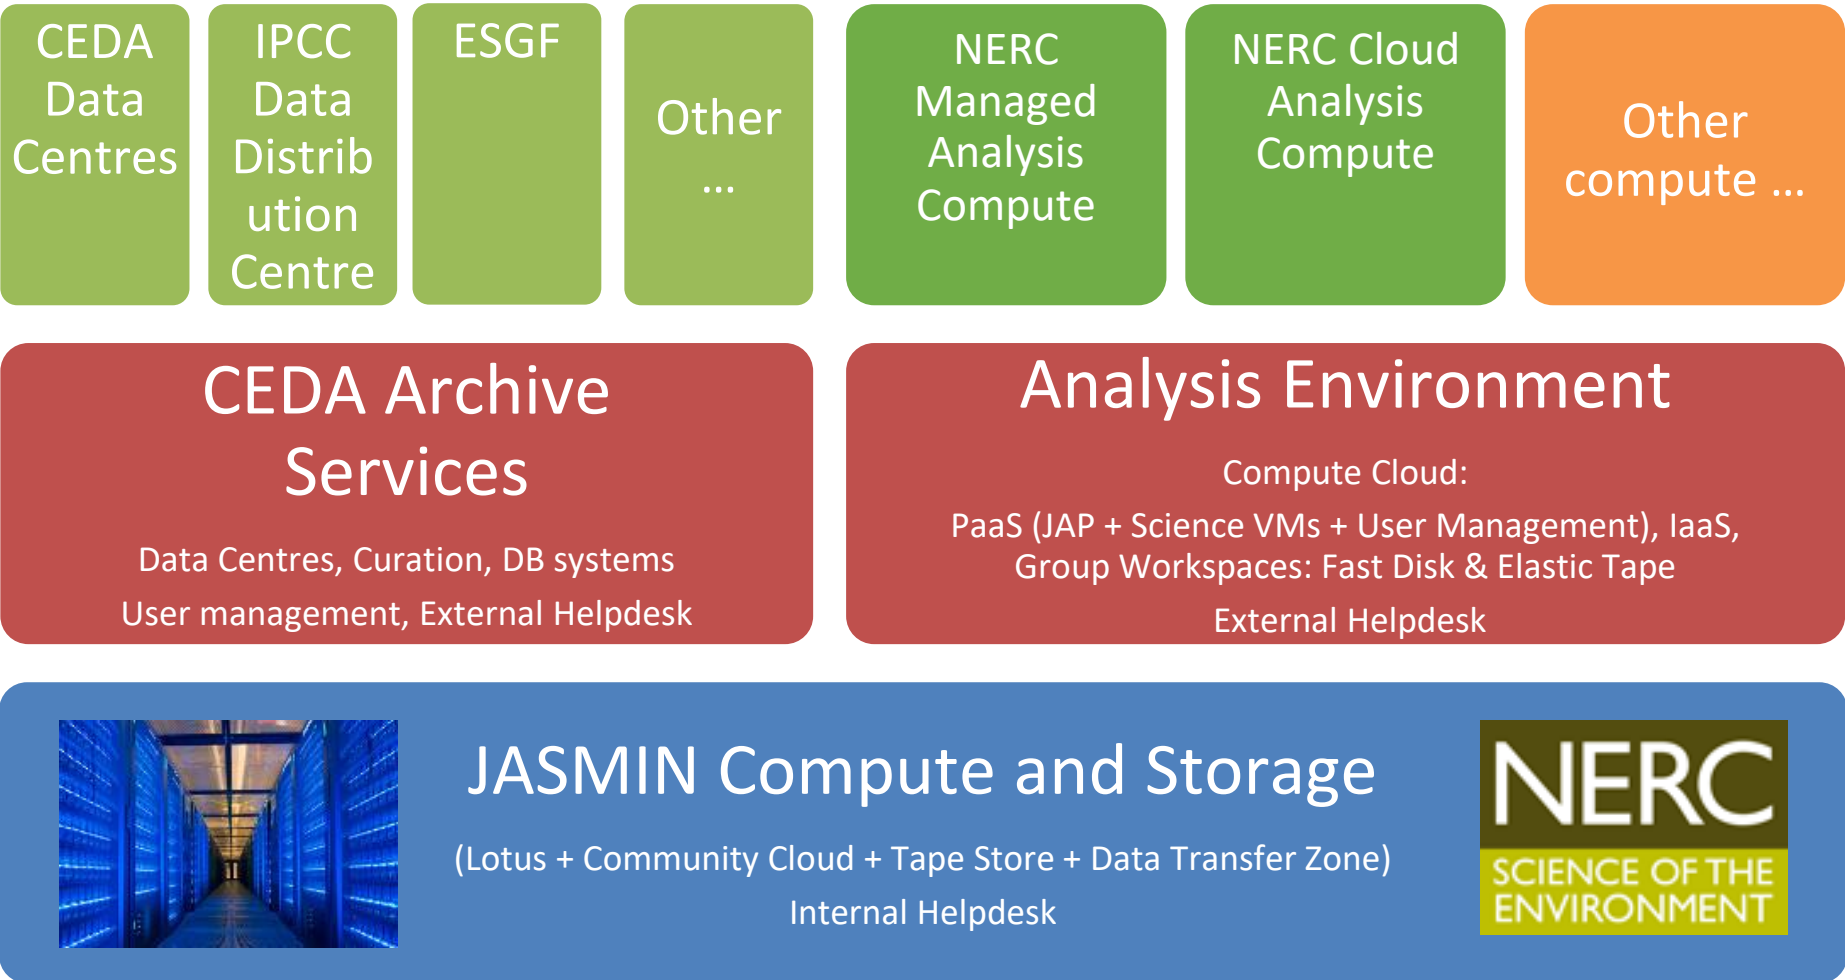 CEDA
Data
Centres
IPCC
Data
Distrib
ution
Centre
ESGF
Other
...
NERC
Managed
Analysis
Compute
NERC Cloud
Analysis
Compute
Other
compute ...
CEDA Archive
Services
Data Centres, Curation, DB systems
User management, External Helpdesk
Analysis Environment
Compute Cloud:
PaaS (JAP + Science VMs + User Management), IaaS,
Group Workspaces: Fast Disk & Elastic Tape
External Helpdesk
JASMIN Compute and Storage
(Lotus + Community Cloud + Tape Store + Data Transfer Zone)
Internal Helpdesk
NERC
SCIENCE OF THE
ENVIRONMENT